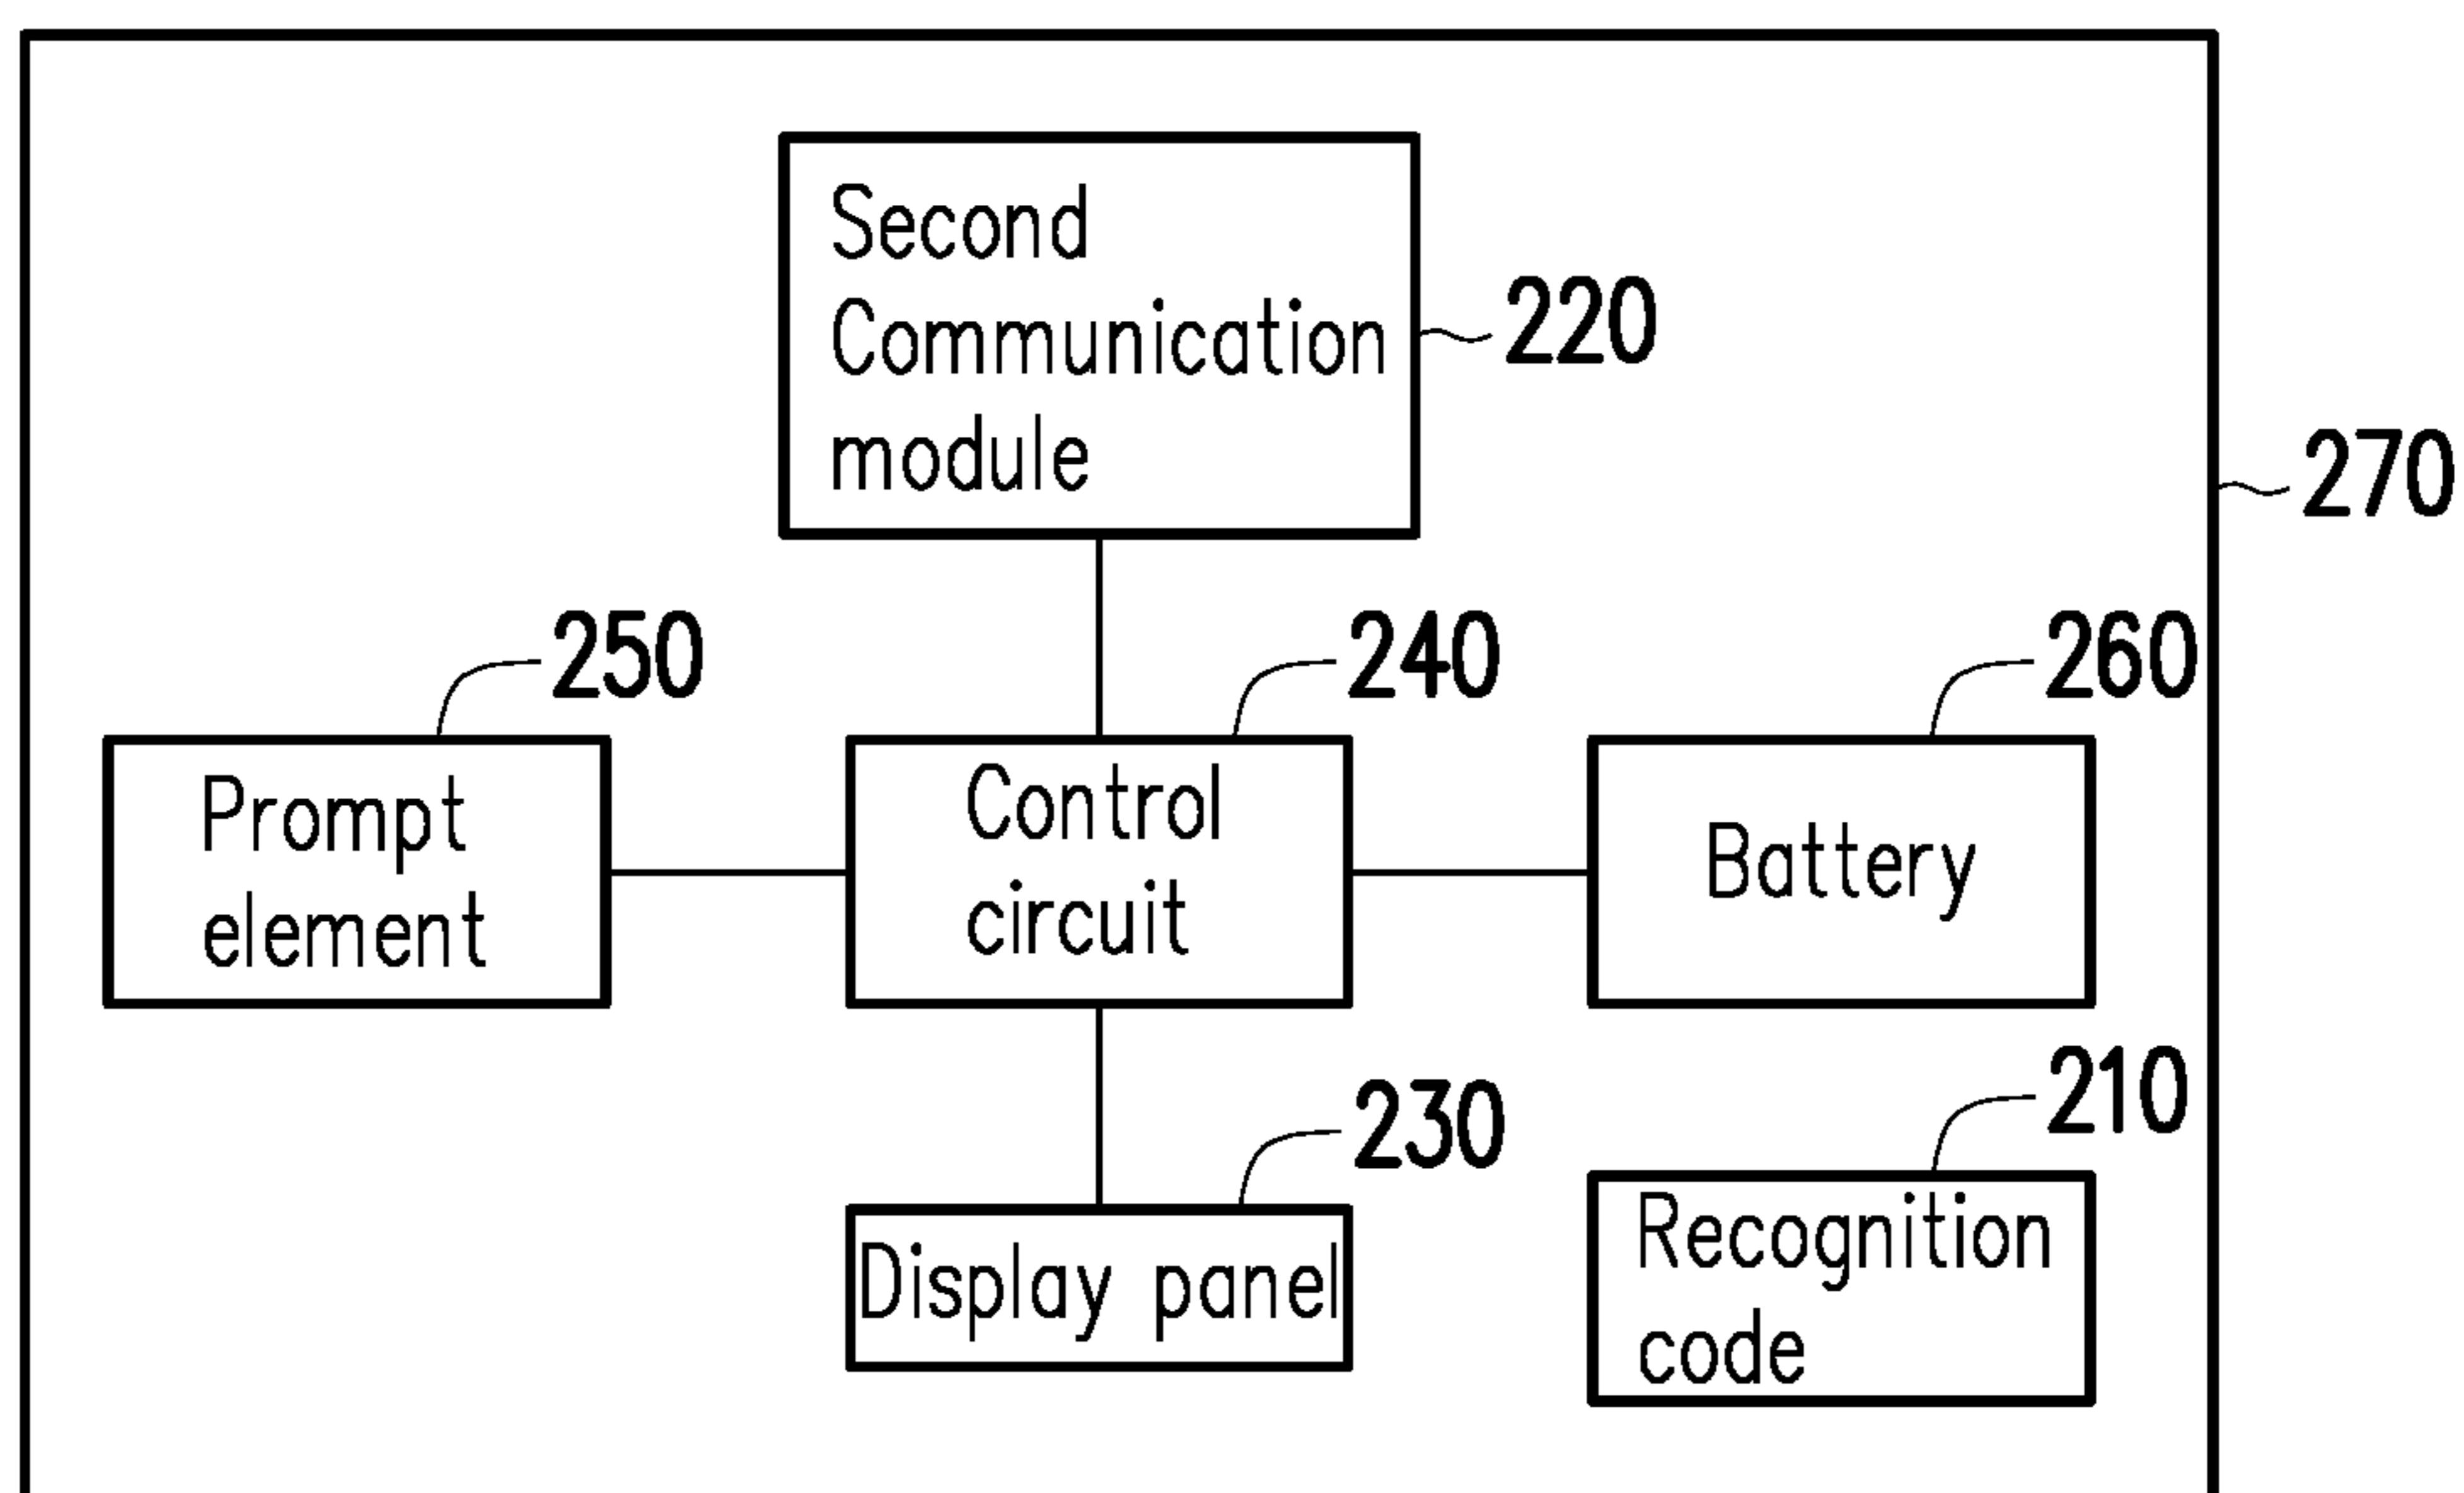 Second
Communication
module
220
270
250
240
260
Prompt
element
Control
circuit
Battery
230
210
Display panel
Recognition
code